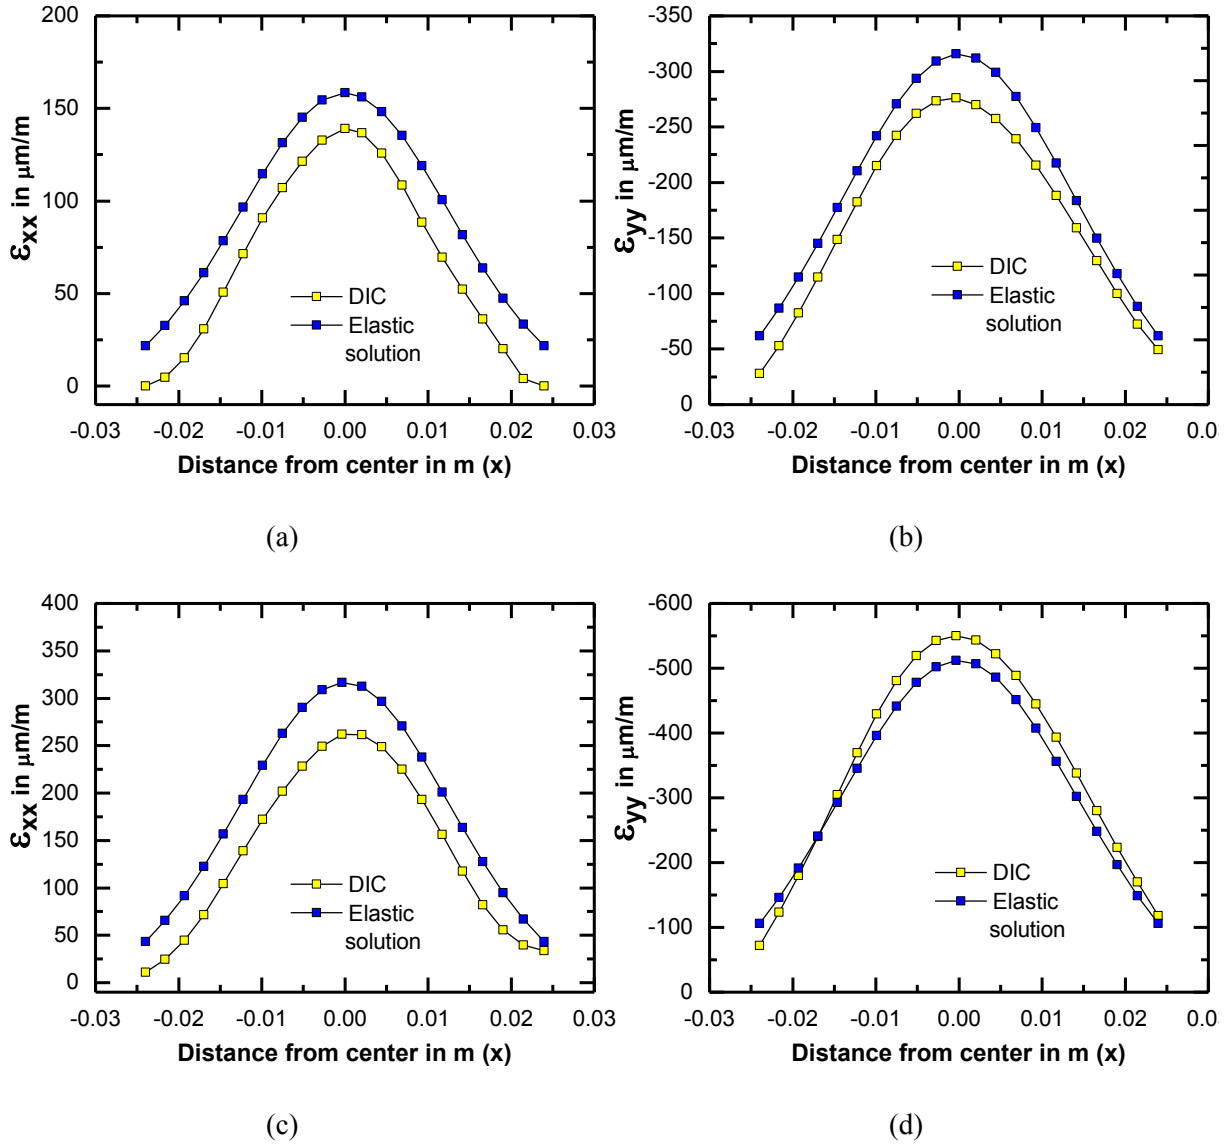 200
150
100
50
0
εxx in μm/m
DIC
Elastic
solution
-0.03 -0.02 -0.01 0.00 0.01 0.02 0.03
Distance from center in m (x)
(a)
-350
-300
-250
-200
-150
-100
-50
0
εyy in μm/m
DIC
Elastic
solution
-0.03 -0.02 -0.01 0.00 0.01 0.02 0.0
Distance from center in m (x)
(b)
400
350
300
250
200
150
100
50
0
εxx in μm/m
DIC
Elastic
solution
-0.03 -0.02 -0.01 0.00 0.01 0.02 0.03
Distance from center in m (x)
(c)
-600
-500
-400
-300
-200
-100
0
εyy in μm/m
DIC
Elastic
solution
-0.03 -0.02 -0.01 0.00 0.01 0.02 0.0
Distance from center in m (x)
(d)